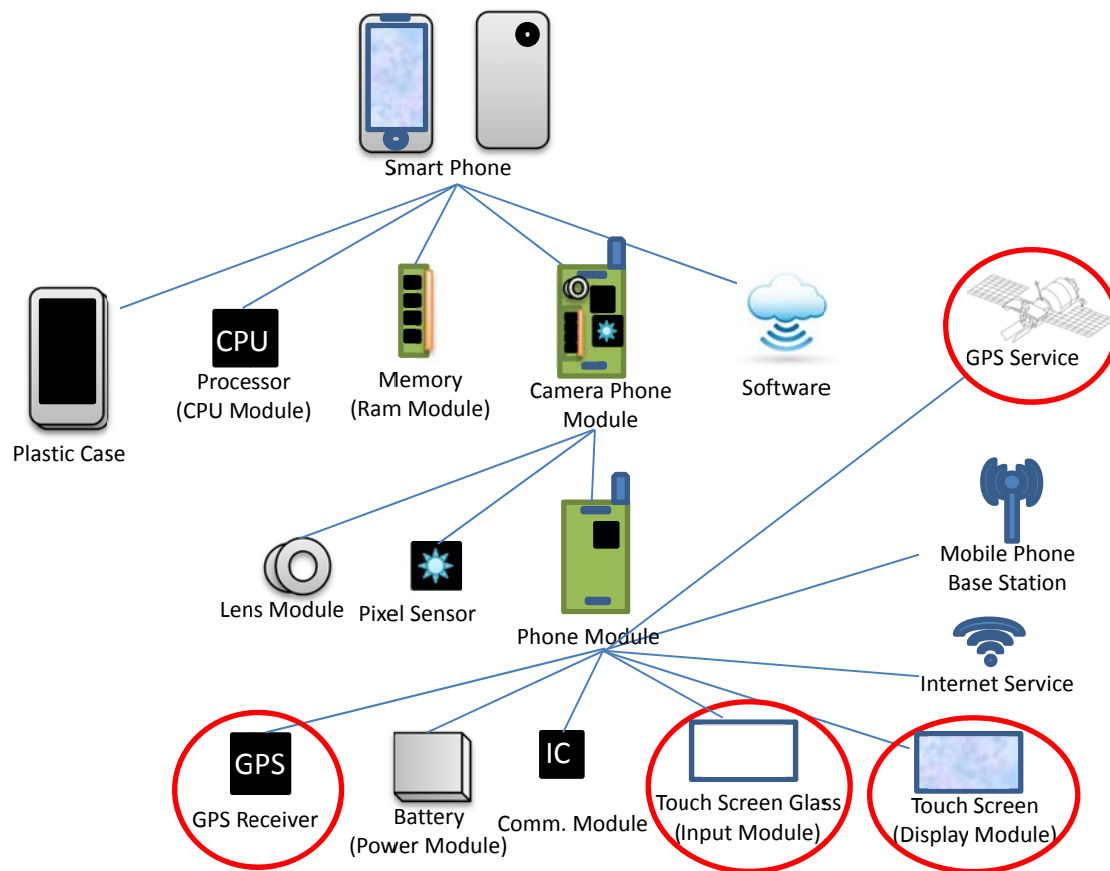 Smart Phone
CPU
Processor
(CPU Module)
Memory
(Ram Module)
Camera Phone
Module
Software
GPS Service
Plastic Case
Mobile Phone
Base Station
Lens Module
Pixel Sensor
Phone Module
Internet Service
GPS
GPS Receiver
Battery
(Power Module)
IC
Comm. Module
Touch Screen Glass
(Input Module)
Touch Screen
(Display Module)